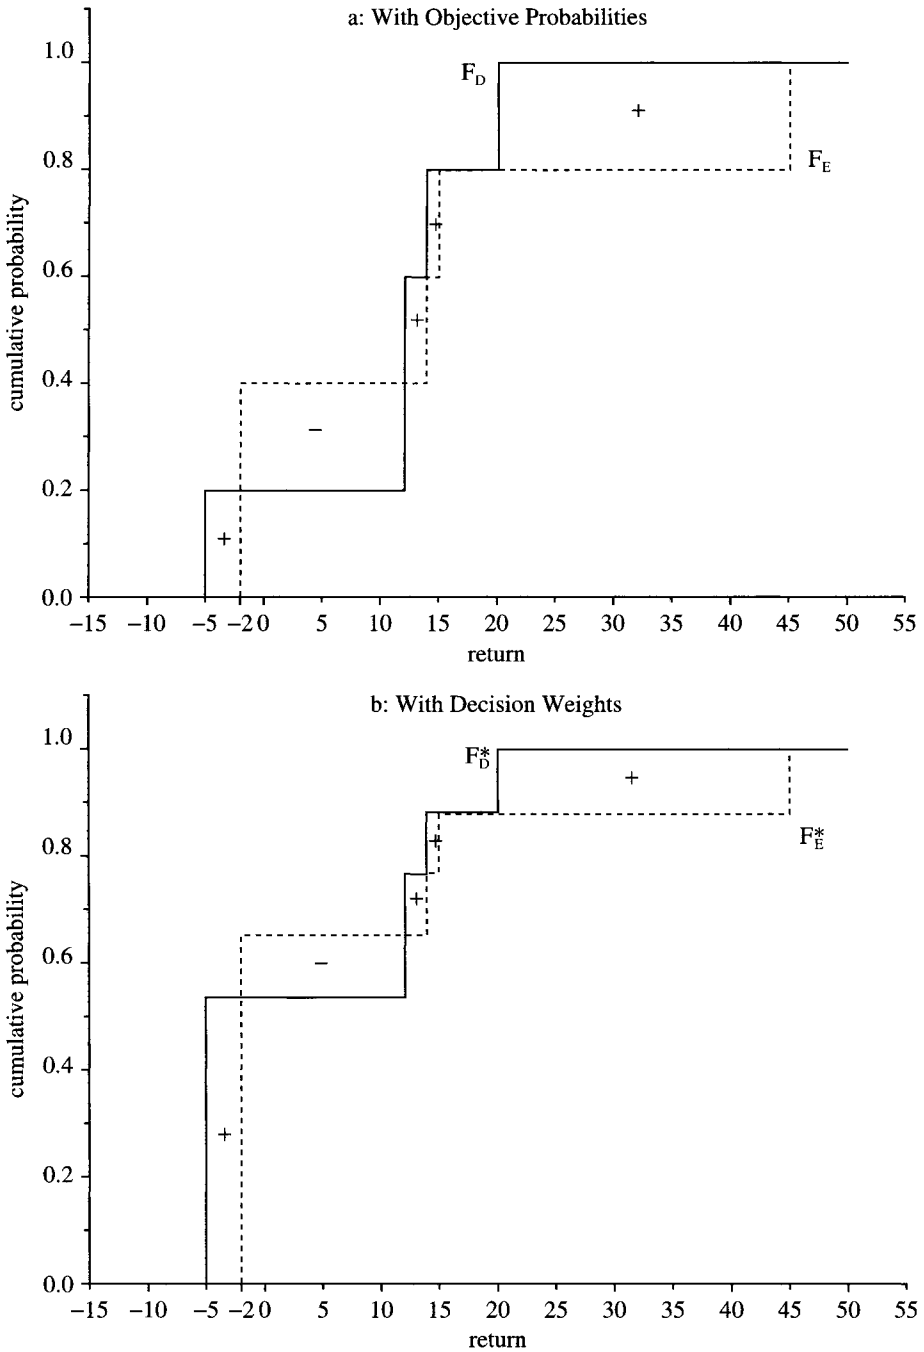 a: With Objective Probabilities
1.0
F_D
0.8
F_E
+
+
0.6
+
0.4
−
0.2
+
0.0
cumulative probability
−15 −10 −5 −2 0 5 10 15 20 25 30 35 40 45 50 55
return
b: With Decision Weights
1.0
F*_D
+
F*_E
0.8
+
+
0.6
−
0.4
+
0.2
0.0
cumulative probability
−15 −10 −5 −2 0 5 10 15 20 25 30 35 40 45 50 55
return